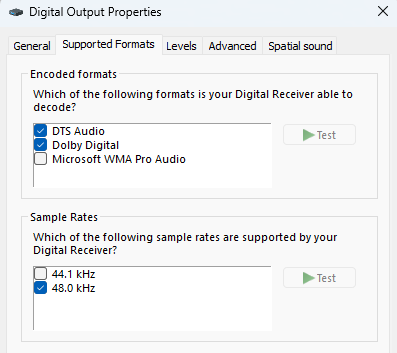 Digital Output Properties
General Supported Formats Levels Advanced Spatial sound
Encoded formats
Which of the following formats is your Digital Receiver able to
decode?
DTS Audio
Dolby Digital
Microsoft WMA Pro Audio
Test
Sample Rates
Which of the following sample rates are supported by your
Digital Receiver?
44.1 kHz
48.0 kHz
Test